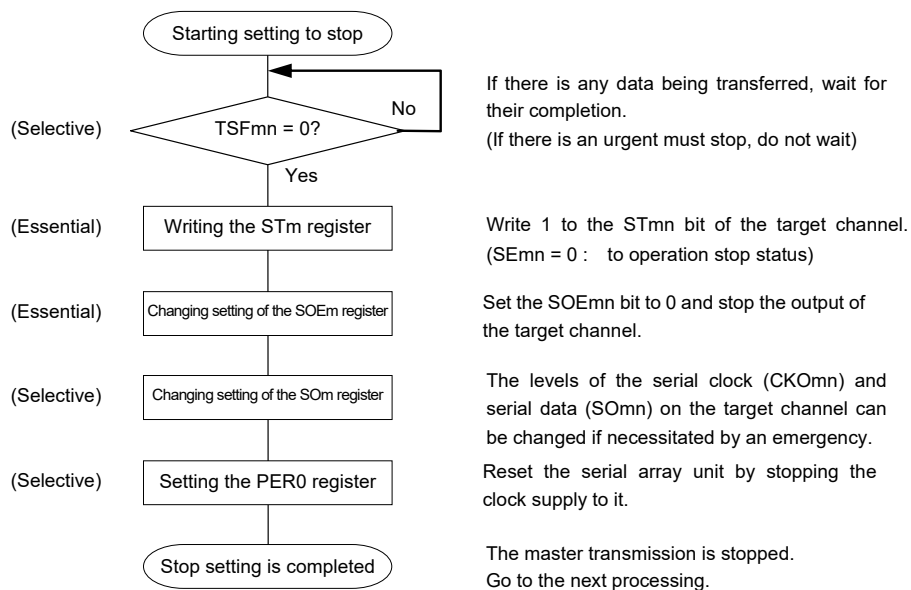 Starting setting to stop
No
If there is any data being transferred, wait for
their completion.
(If there is an urgent must stop, do not wait)
(Selective)
TSFmn = 0?
Yes
(Essential)
Writing the STm register
Write 1 to the STmn bit of the target channel.
(SEmn = 0 : to operation stop status)
(Essential)
Changing setting of the SOEm register
Set the SOEmn bit to 0 and stop the output of
the target channel.
(Selective)
Changing setting of the SOm register
The levels of the serial clock (CKOmn) and
serial data (SOmn) on the target channel can
be changed if necessitated by an emergency.
(Selective)
Setting the PER0 register
Reset the serial array unit by stopping the
clock supply to it.
Stop setting is completed
The master transmission is stopped.
Go to the next processing.